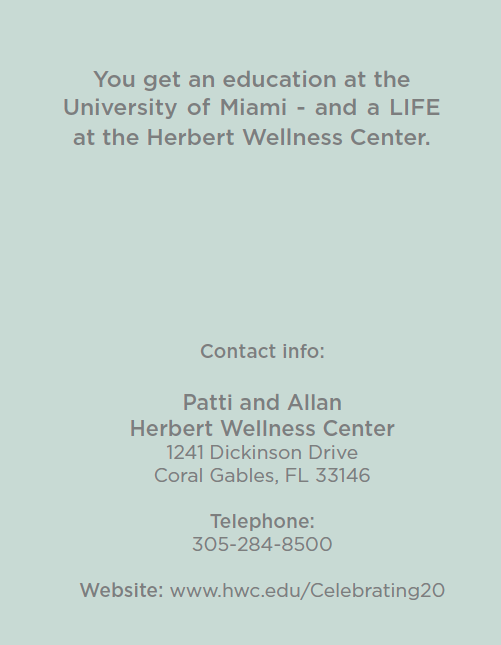 You get an education at the
University of Miami - and a LIFE
at the Herbert Wellness Center.
Contact info:
Patti and Allan
Herbert Wellness Center
1241 Dickinson Drive
Coral Gables, FL 33146
Telephone:
305-284-8500
Website: www.hwc.edu/Celebrating20